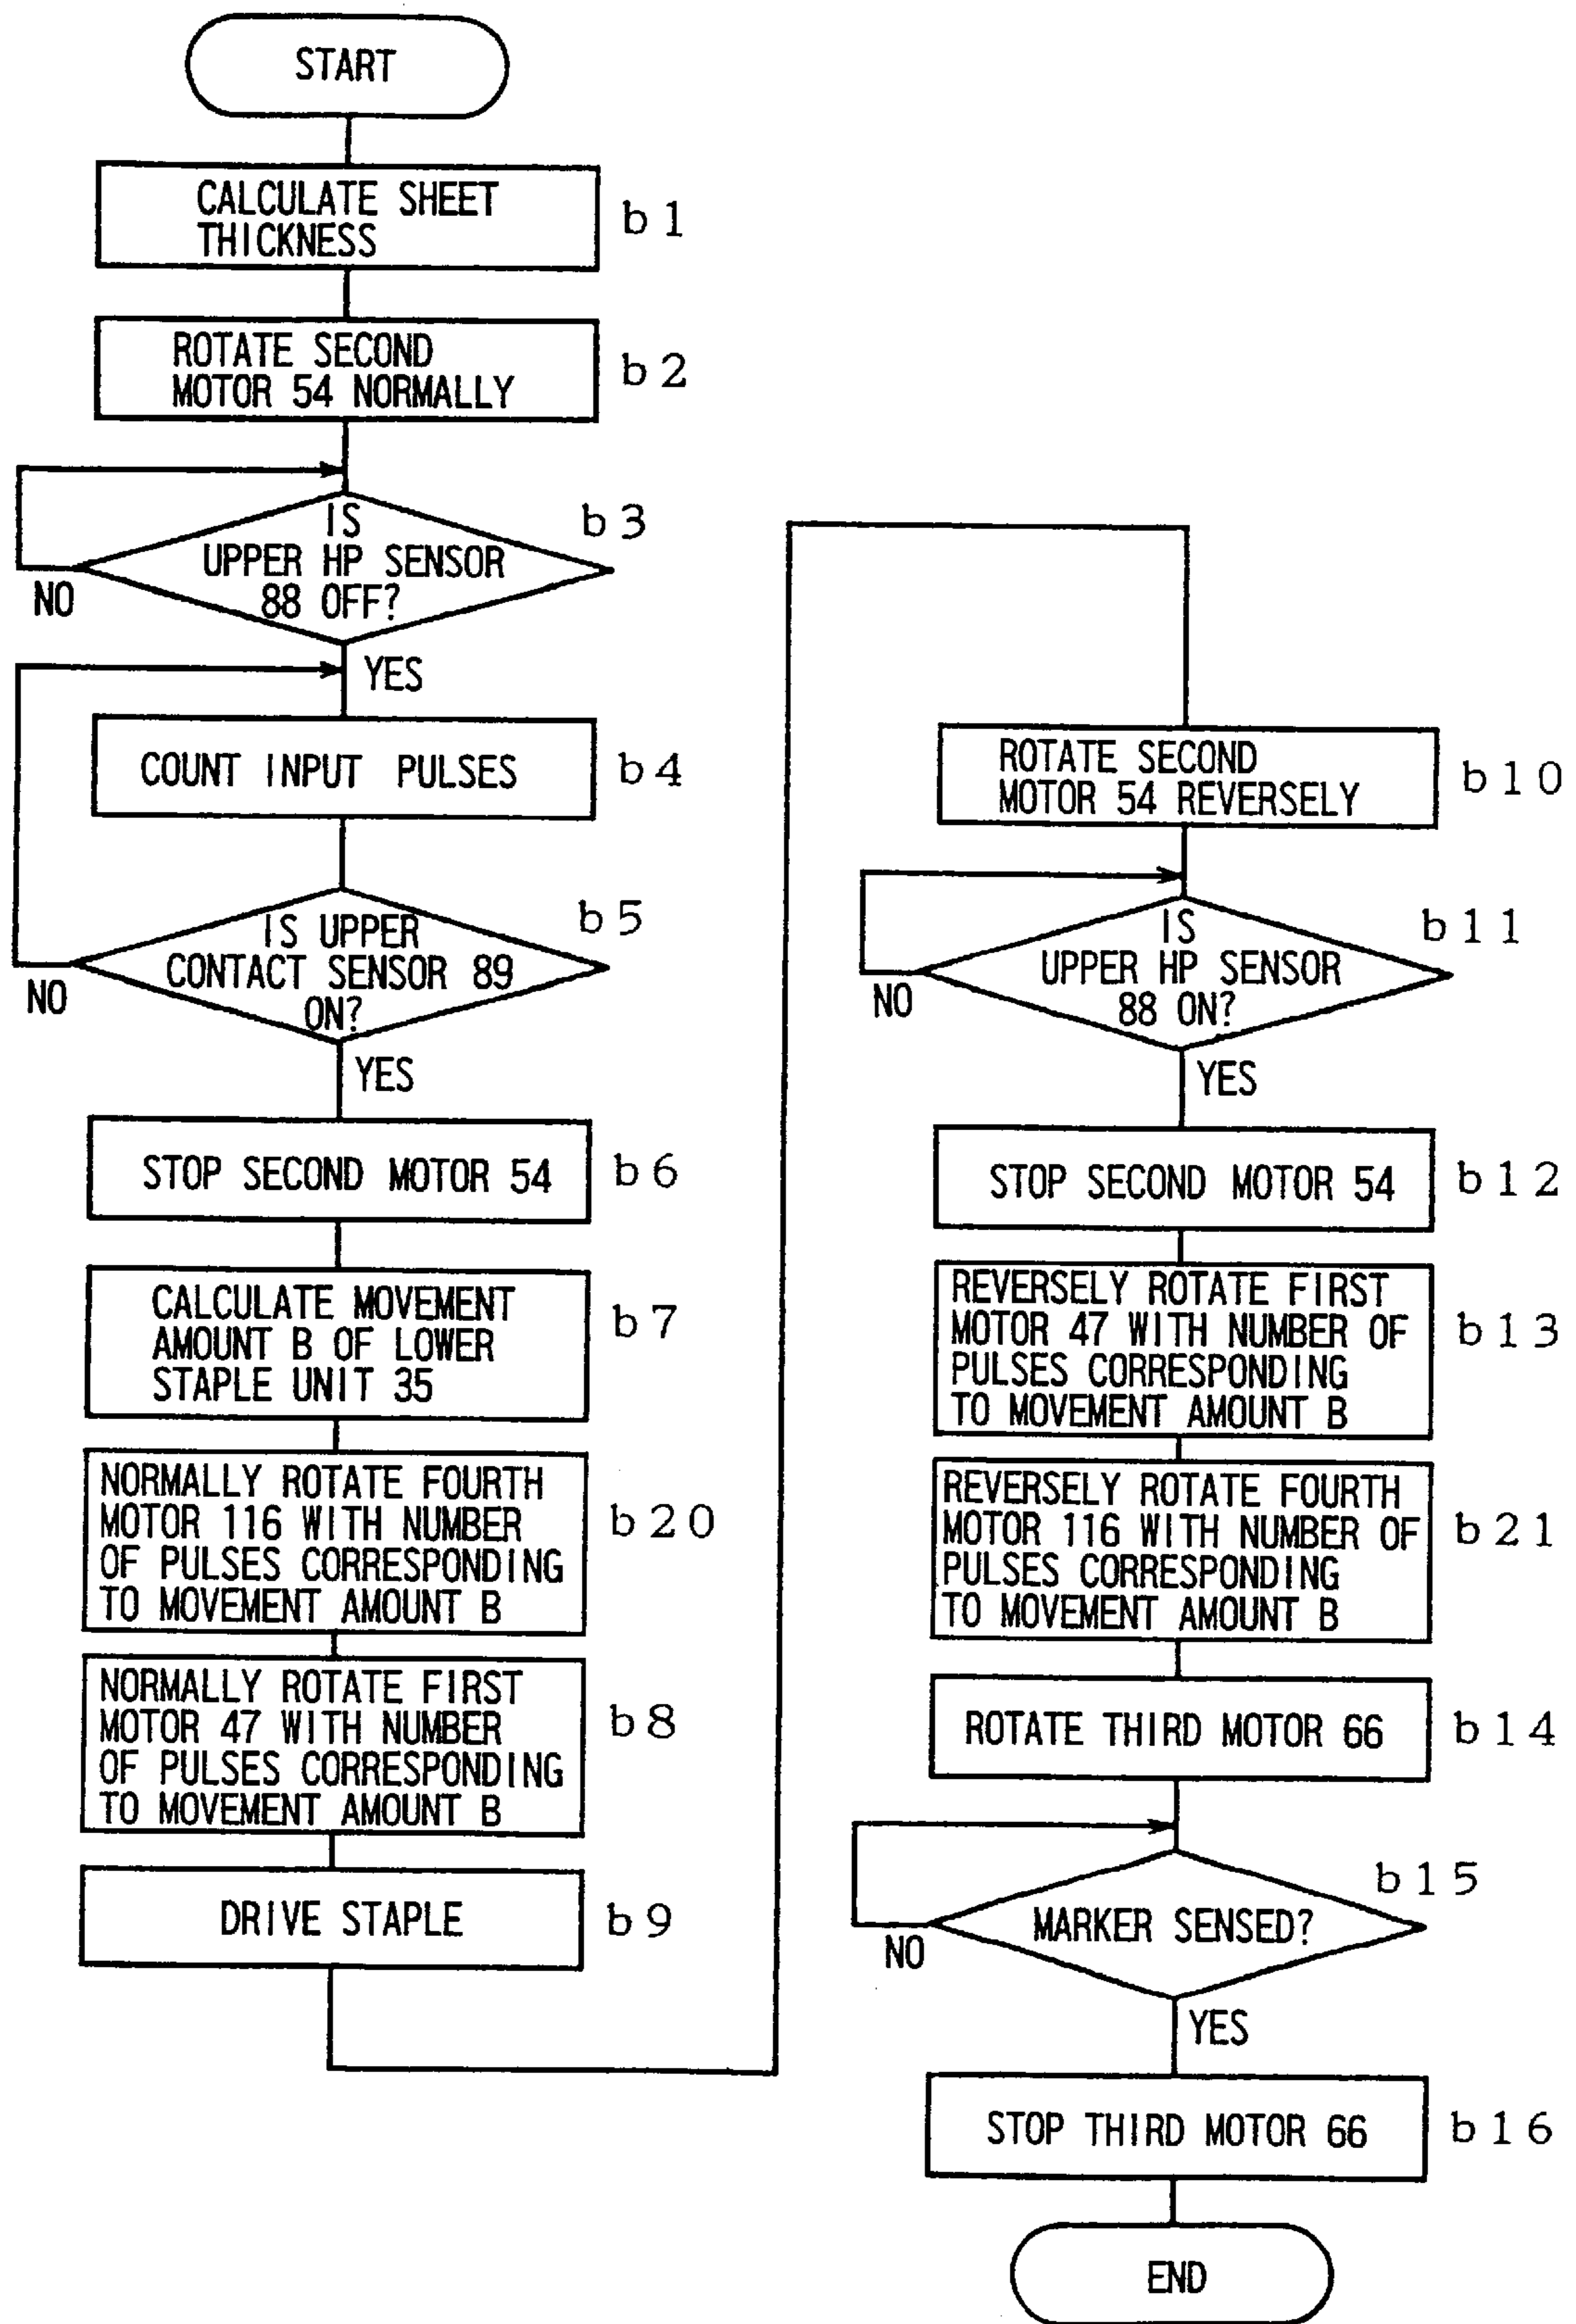 START
CALCULATE SHEET
THICKNESS
b1
ROTATE SECOND
MOTOR 54 NORMALLY
b2
IS
UPPER HP SENSOR
88 OFF?
b3
NO
YES
COUNT INPUT PULSES
b4
IS UPPER
CONTACT SENSOR 89
ON?
b5
NO
YES
STOP SECOND MOTOR 54
b6
CALCULATE MOVEMENT
AMOUNT B OF LOWER
STAPLE UNIT 35
b7
NORMALLY ROTATE FOURTH
MOTOR 116 WITH NUMBER
OF PULSES CORRESPONDING
TO MOVEMENT AMOUNT B
b20
NORMALLY ROTATE FIRST
MOTOR 47 WITH NUMBER
OF PULSES CORRESPONDING
TO MOVEMENT AMOUNT B
b8
DRIVE STAPLE
b9
ROTATE SECOND
MOTOR 54 REVERSELY
b10
IS
UPPER HP SENSOR
88 ON?
b11
NO
YES
STOP SECOND MOTOR 54
b12
REVERSELY ROTATE FIRST
MOTOR 47 WITH NUMBER OF
PULSES CORRESPONDING
TO MOVEMENT AMOUNT B
b13
REVERSELY ROTATE FOURTH
MOTOR 116 WITH NUMBER OF
PULSES CORRESPONDING
TO MOVEMENT AMOUNT B
b21
ROTATE THIRD MOTOR 66
b14
MARKER SENSED?
b15
NO
YES
STOP THIRD MOTOR 66
b16
END